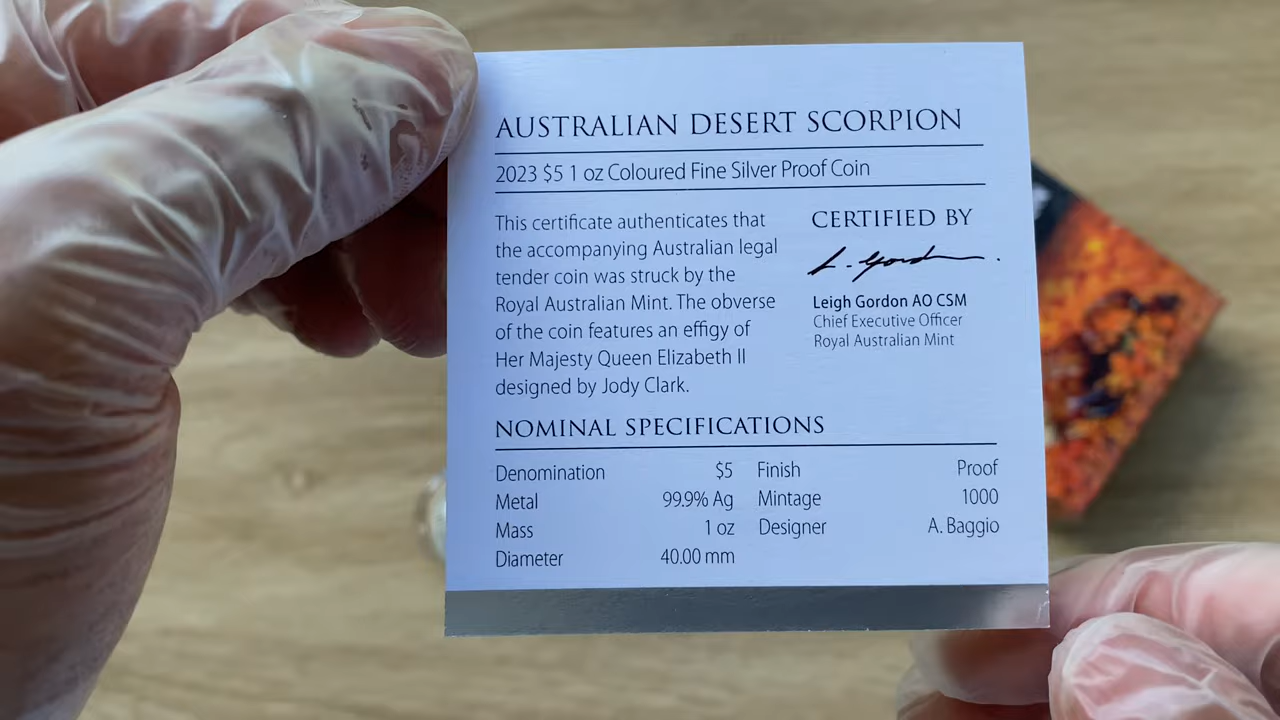 AUSTRALIAN DESERT SCORPION
2023 $5 1 oz Coloured Fine Silver Proof Coin
This certificate authenticates that
the accompanying Australian legal
tender coin was struck by the
Royal Australian Mint. The obverse
of the coin features an effigy of
Her Majesty Queen Elizabeth II
designed by Jody Clark.
CERTIFIED BY
L. Gordon.
Leigh Gordon AO CSM
Chief Executive Officer
Royal Australian Mint
NOMINAL SPECIFICATIONS
Denomination $5 Finish Proof
Metal 99.9% Ag Mintage 1000
Mass 1 oz Designer A. Baggio
Diameter 40.00 mm